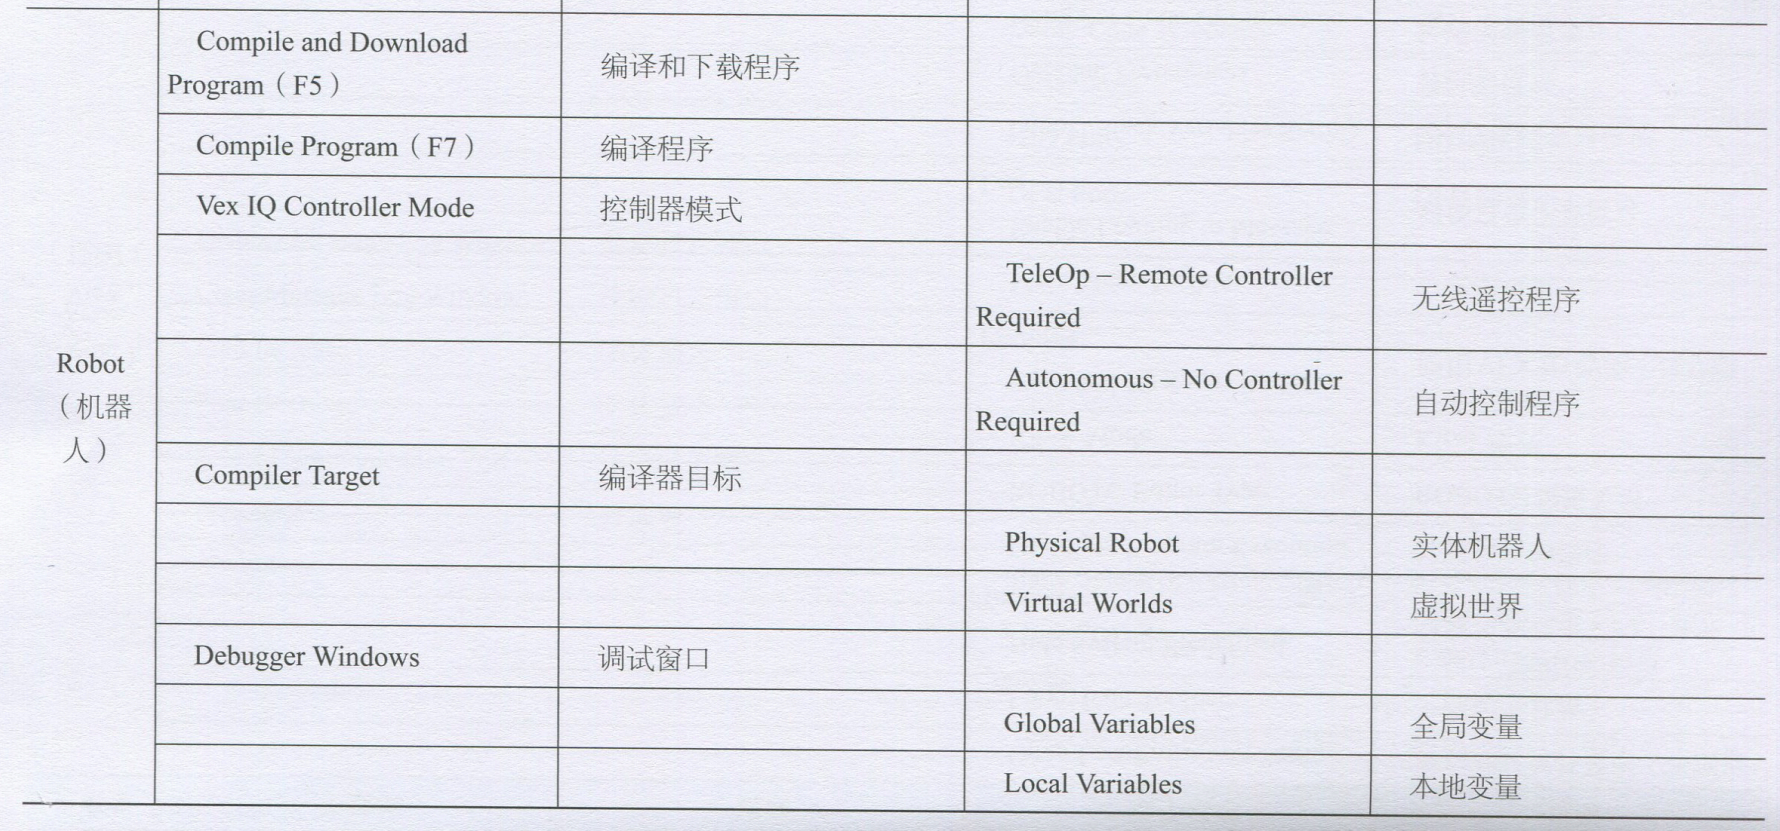 Compile and Download
Program（F5）
编译和下载程序
Compile Program（F7）
编译程序
Vex IQ Controller Mode
控制器模式
TeleOp – Remote Controller
Required
无线遥控程序
Robot
（机器
人）
Autonomous – No Controller
Required
自动控制程序
Compiler Target
编译器目标
Physical Robot
实体机器人
Virtual Worlds
虚拟世界
Debugger Windows
调试窗口
Global Variables
全局变量
Local Variables
本地变量